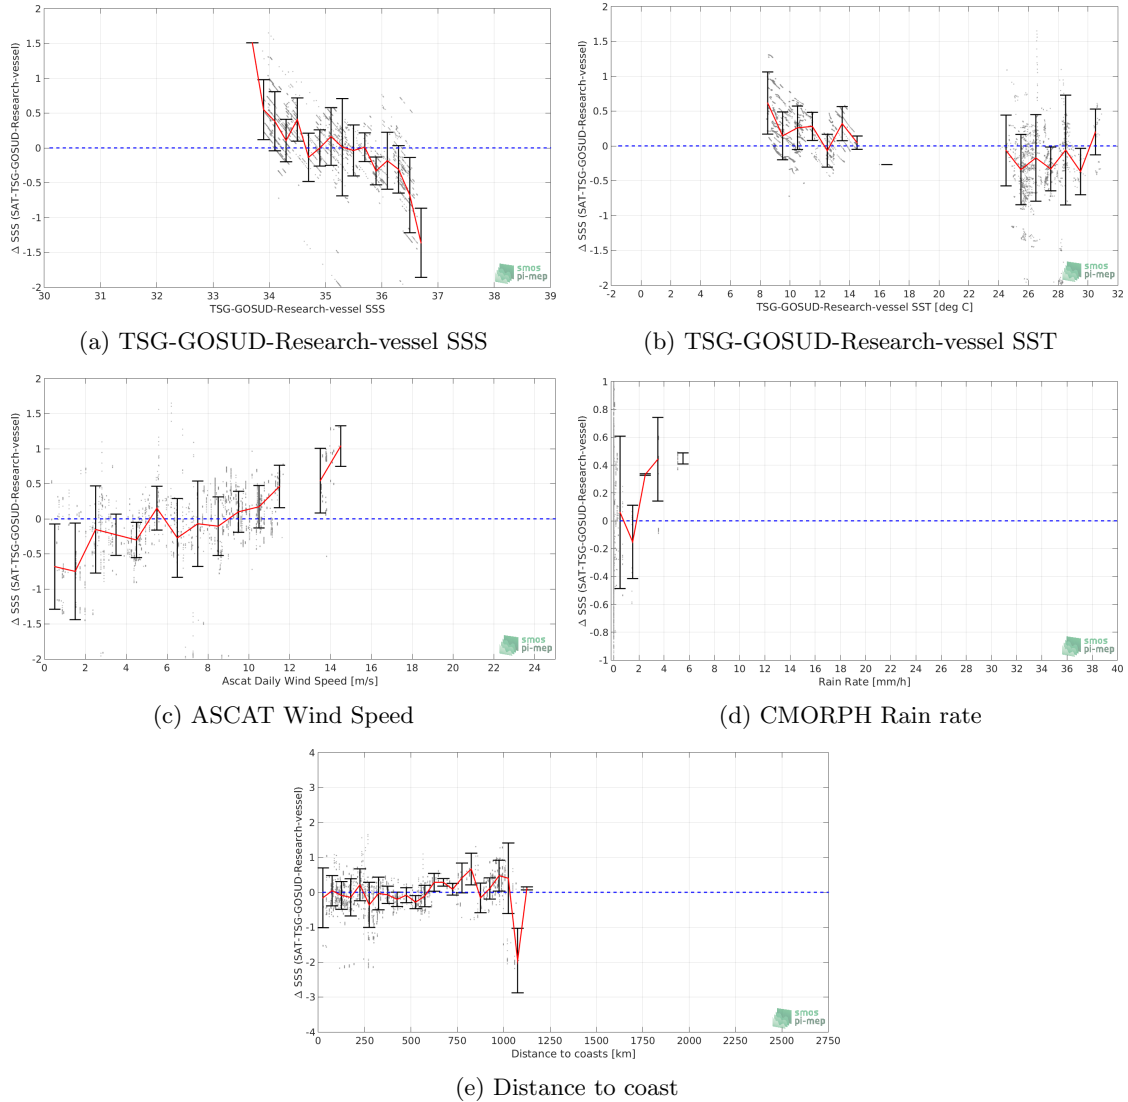 Δ SSS (SAT-TSG-GOSUD-Research-vessel)
2
1.5
1
0.5
0
-0.5
-1
-1.5
-2
30 31 32 33 34 35 36 37 38 39
TSG-GOSUD-Research-vessel SSS
smos
pi-mep
(a) TSG-GOSUD-Research-vessel SSS
Δ SSS (SAT-TSG-GOSUD-Research-vessel)
2
1.5
1
0.5
0
-0.5
-1
-1.5
-2
-2 0 2 4 6 8 10 12 14 16 18 20 22 24 26 28 30 32
TSG-GOSUD-Research-vessel SST [deg C]
smos
pi-mep
(b) TSG-GOSUD-Research-vessel SST
Δ SSS (SAT-TSG-GOSUD-Research-vessel)
2
1.5
1
0.5
0
-0.5
-1
-1.5
-2
0 2 4 6 8 10 12 14 16 18 20 22 24
Ascat Daily Wind Speed [m/s]
smos
pi-mep
(c) ASCAT Wind Speed
Δ SSS (SAT-TSG-GOSUD-Research-vessel)
1
0.8
0.6
0.4
0.2
0
-0.2
-0.4
-0.6
-0.8
-1
0 2 4 6 8 10 12 14 16 18 20 22 24 26 28 30 32 34 36 38 40
Rain Rate [mm/h]
smos
pi-mep
(d) CMORPH Rain rate
Δ SSS (SAT-TSG-GOSUD-Research-vessel)
4
3
2
1
0
-1
-2
-3
-4
0 250 500 750 1000 1250 1500 1750 2000 2250 2500 2750
Distance to coasts [km]
smos
pi-mep
(e) Distance to coast